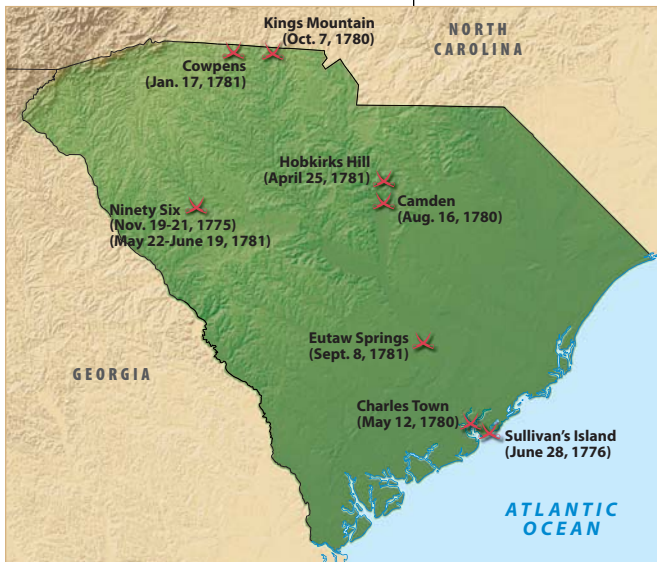 Kings Mountain
(Oct. 7, 1780)
NORTH
CAROLINA
Cowpens
(Jan. 17, 1781)
Hobkirks Hill
(April 25, 1781)
Camden
(Aug. 16, 1780)
Ninety Six
(Nov. 19-21, 1775)
(May 22-June 19, 1781)
Eutaw Springs
(Sept. 8, 1781)
GEORGIA
Charles Town
(May 12, 1780)
Sullivan's Island
(June 28, 1776)
ATLANTIC
OCEAN